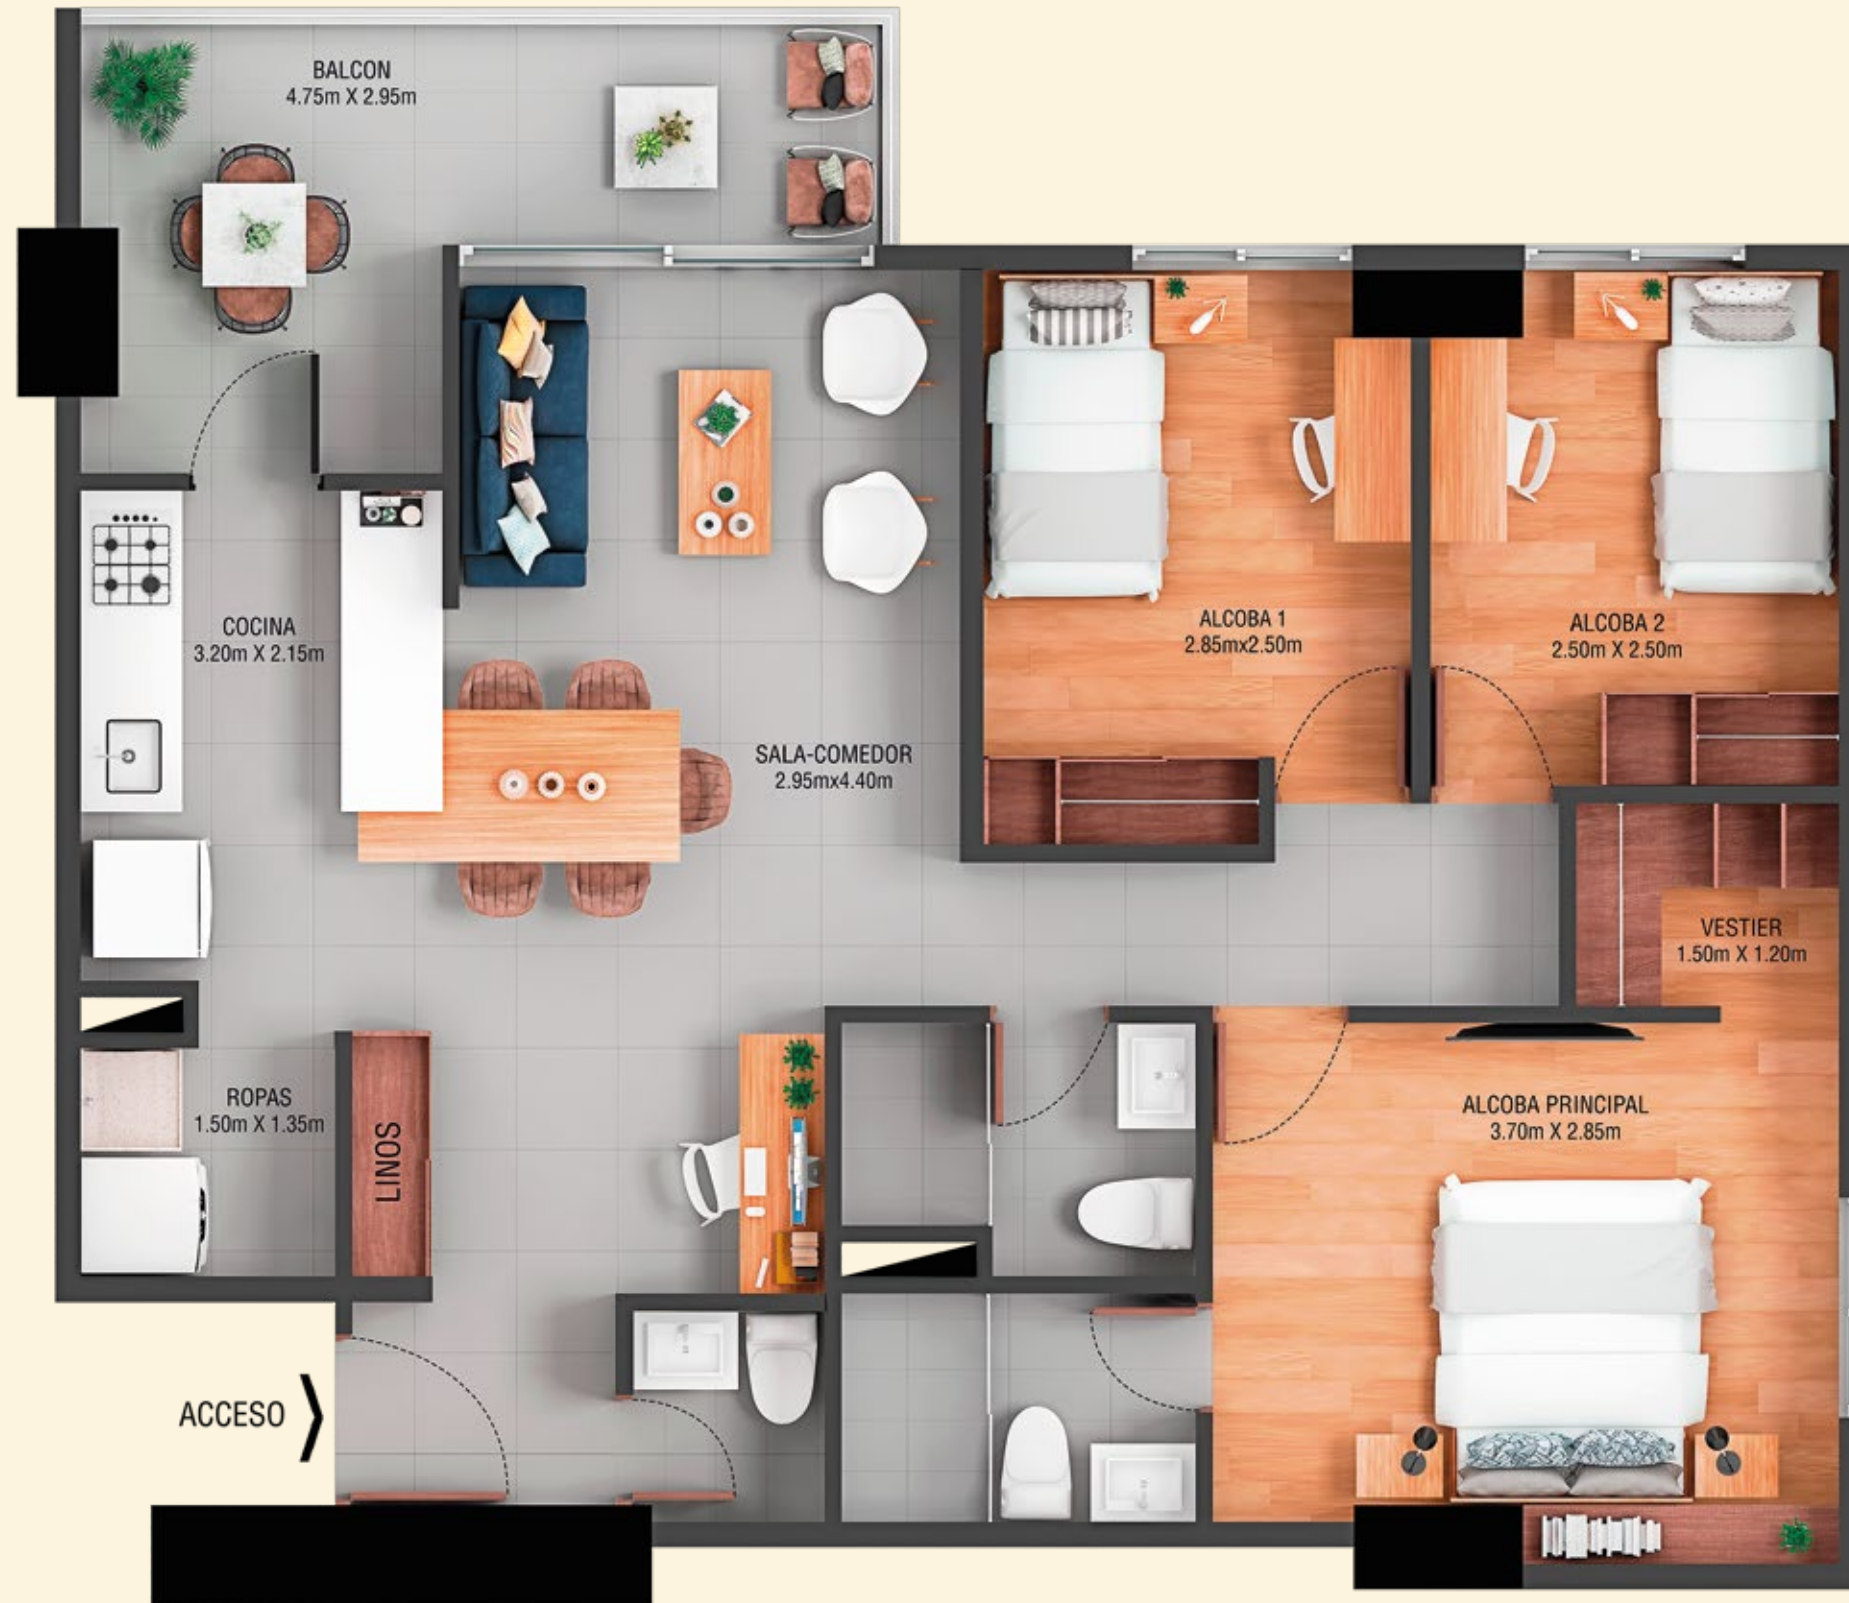 BALCON
4.75m X 2.95m
COCINA
3.20m X 2.15m
ALCOBA 1
2.85mx2.50m
ALCOBA 2
2.50m X 2.50m
SALA-COMEDOR
2.95mx4.40m
VESTIER
1.50m X 1.20m
ROPAS
1.50m X 1.35m
LINOS
ALCOBA PRINCIPAL
3.70m X 2.85m
ACCESO